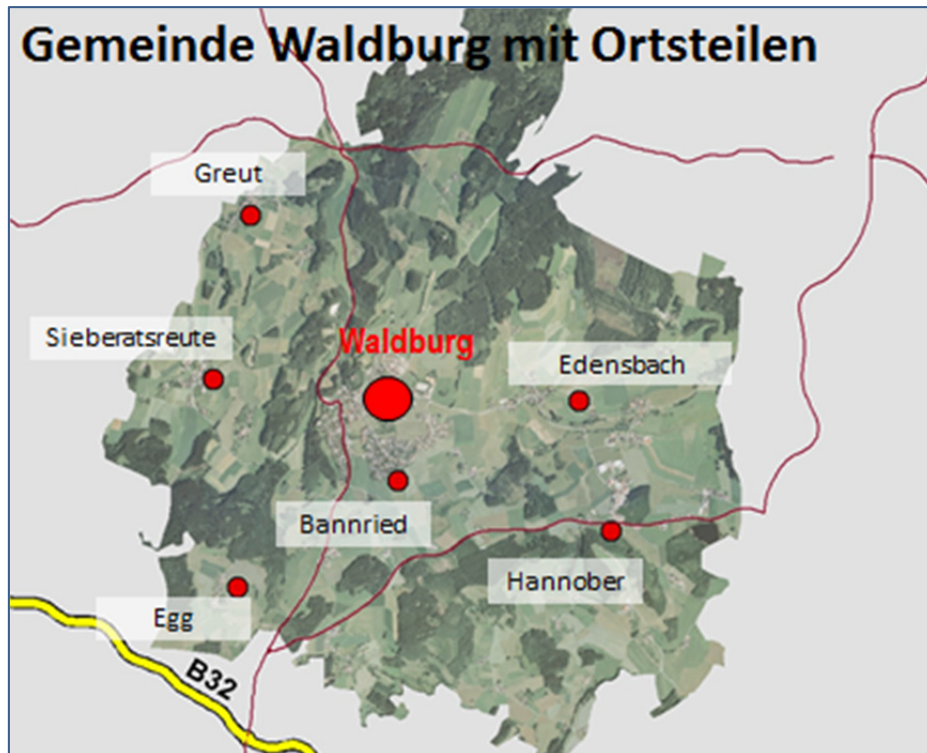 Gemeinde Waldburg mit Ortsteilen
Greut
Sieberatsreute
Waldburg
Edensbach
Bannried
Hannober
Egg
B32